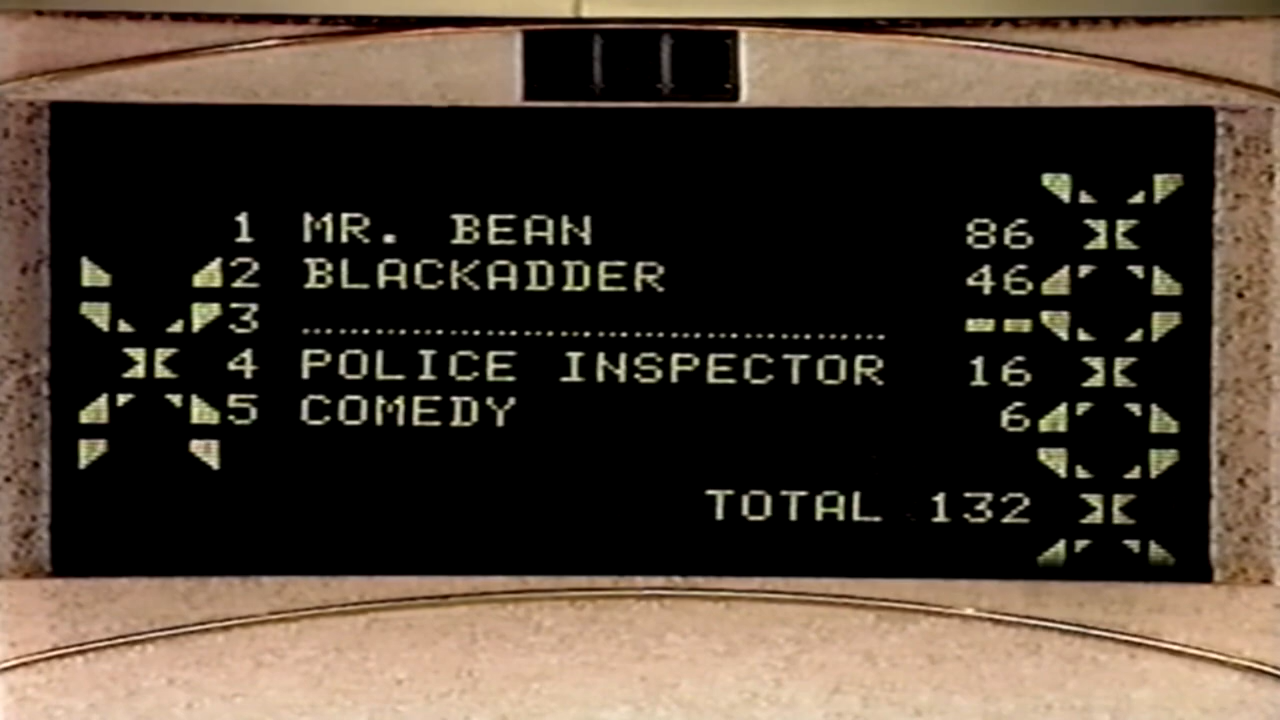 1 MR. BEAN 86
2 BLACKADDER 46
3 ........................................ --
4 POLICE INSPECTOR 16
5 COMEDY 6
TOTAL 132